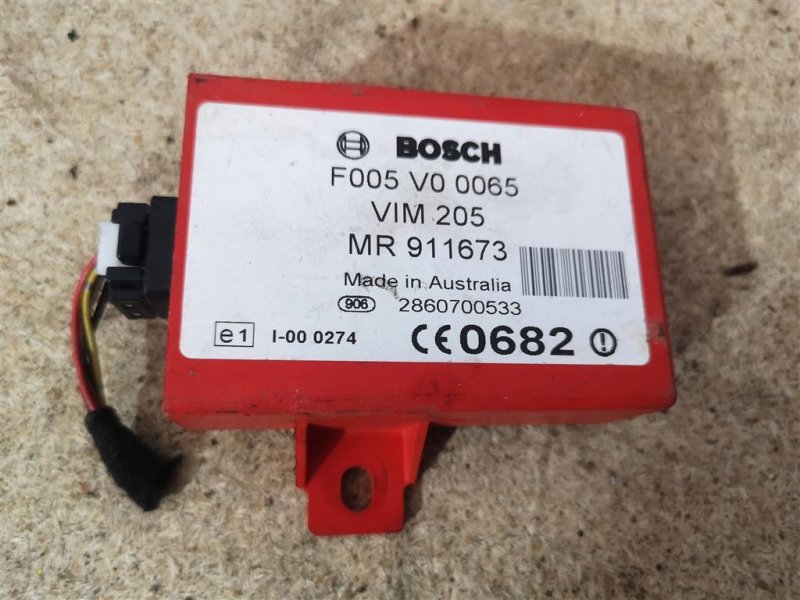 BOSCH
F005 V0 0065
VIM 205
MR 911673
Made in Australia
906 2860700533
e1 I-00 0274 CE0682 !